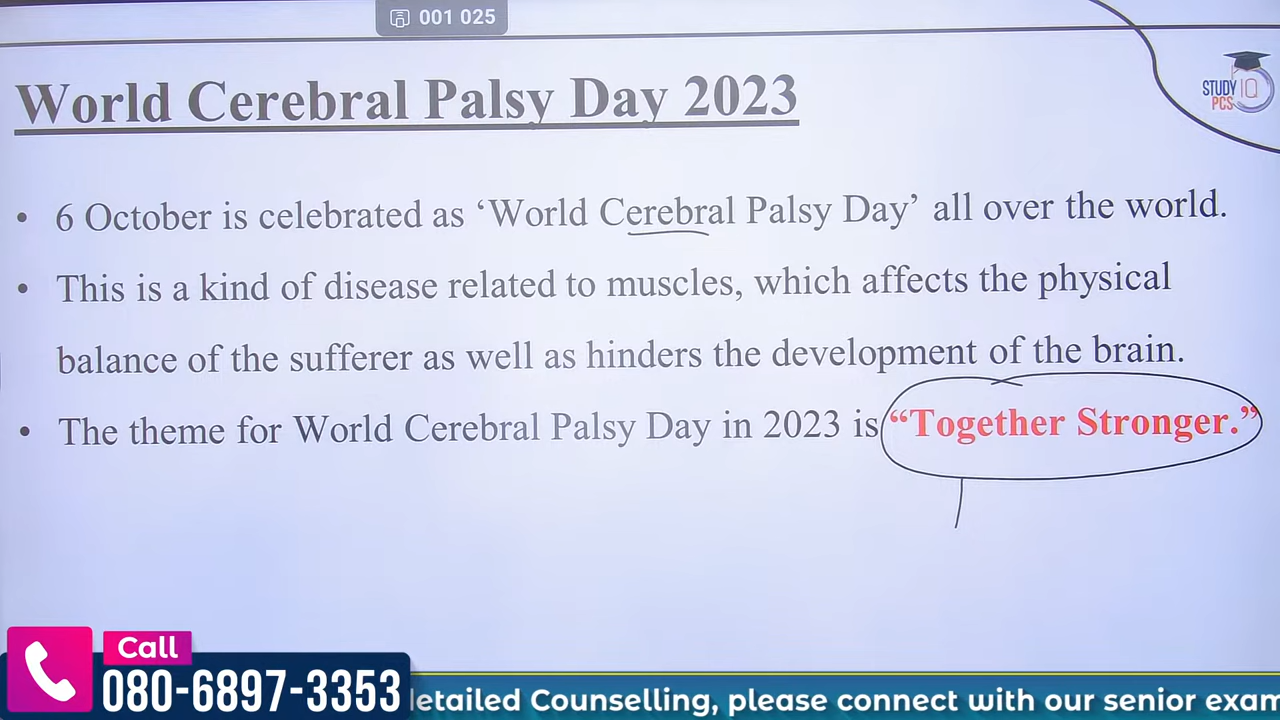 001 025
STUDY IQ
PCS
World Cerebral Palsy Day 2023
• 6 October is celebrated as ‘World Cerebral Palsy Day’ all over the world.
• This is a kind of disease related to muscles, which affects the physical
balance of the sufferer as well as hinders the development of the brain.
• The theme for World Cerebral Palsy Day in 2023 is “Together Stronger.”
Call
080-6897-3353
etailed Counselling, please connect with our senior exam